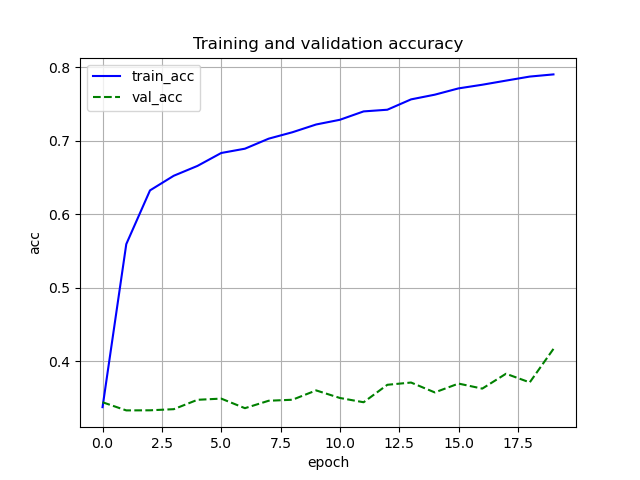 Training and validation accuracy
train_acc
val_acc
acc
0.8
0.7
0.6
0.5
0.4
0.0 2.5 5.0 7.5 10.0 12.5 15.0 17.5
epoch